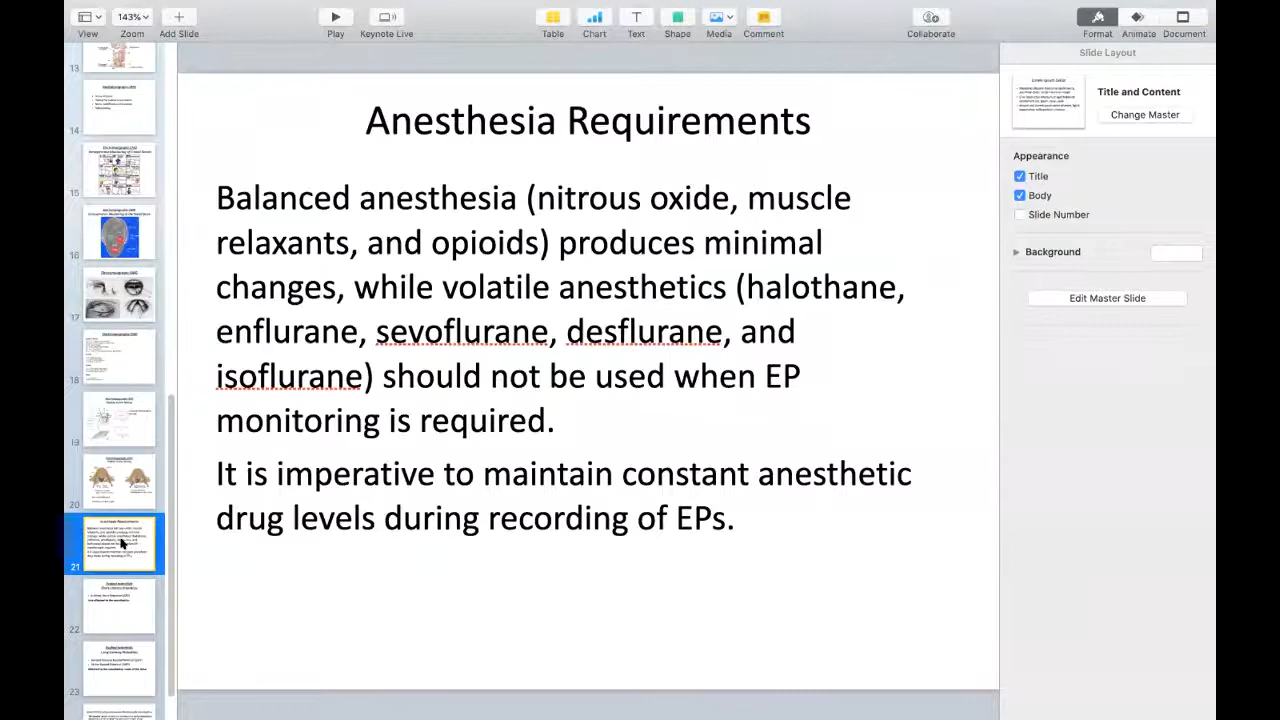 143%
View
Zoom
Add Slide
Play
Keynote Live
Table
Chart
Text
Shape
Media
Comment
Collaborate
Format
Animate
Document
13
14
15
16
17
18
19
20
21
22
23
Anesthesia Requirements
Balanced anesthesia (nitrous oxide, muscle
relaxants, and opioids) produces minimal
changes, while volatile anesthetics (halothane,
enflurane, sevoflurane, desflurane, and
isoflurane) should not be used when EP
monitoring is required.
It is imperative to maintain constant anesthetic
drug levels during recording of EPs.
Slide Layout
Title and Content
Change Master
Appearance
Title
Body
Slide Number
Background
Edit Master Slide